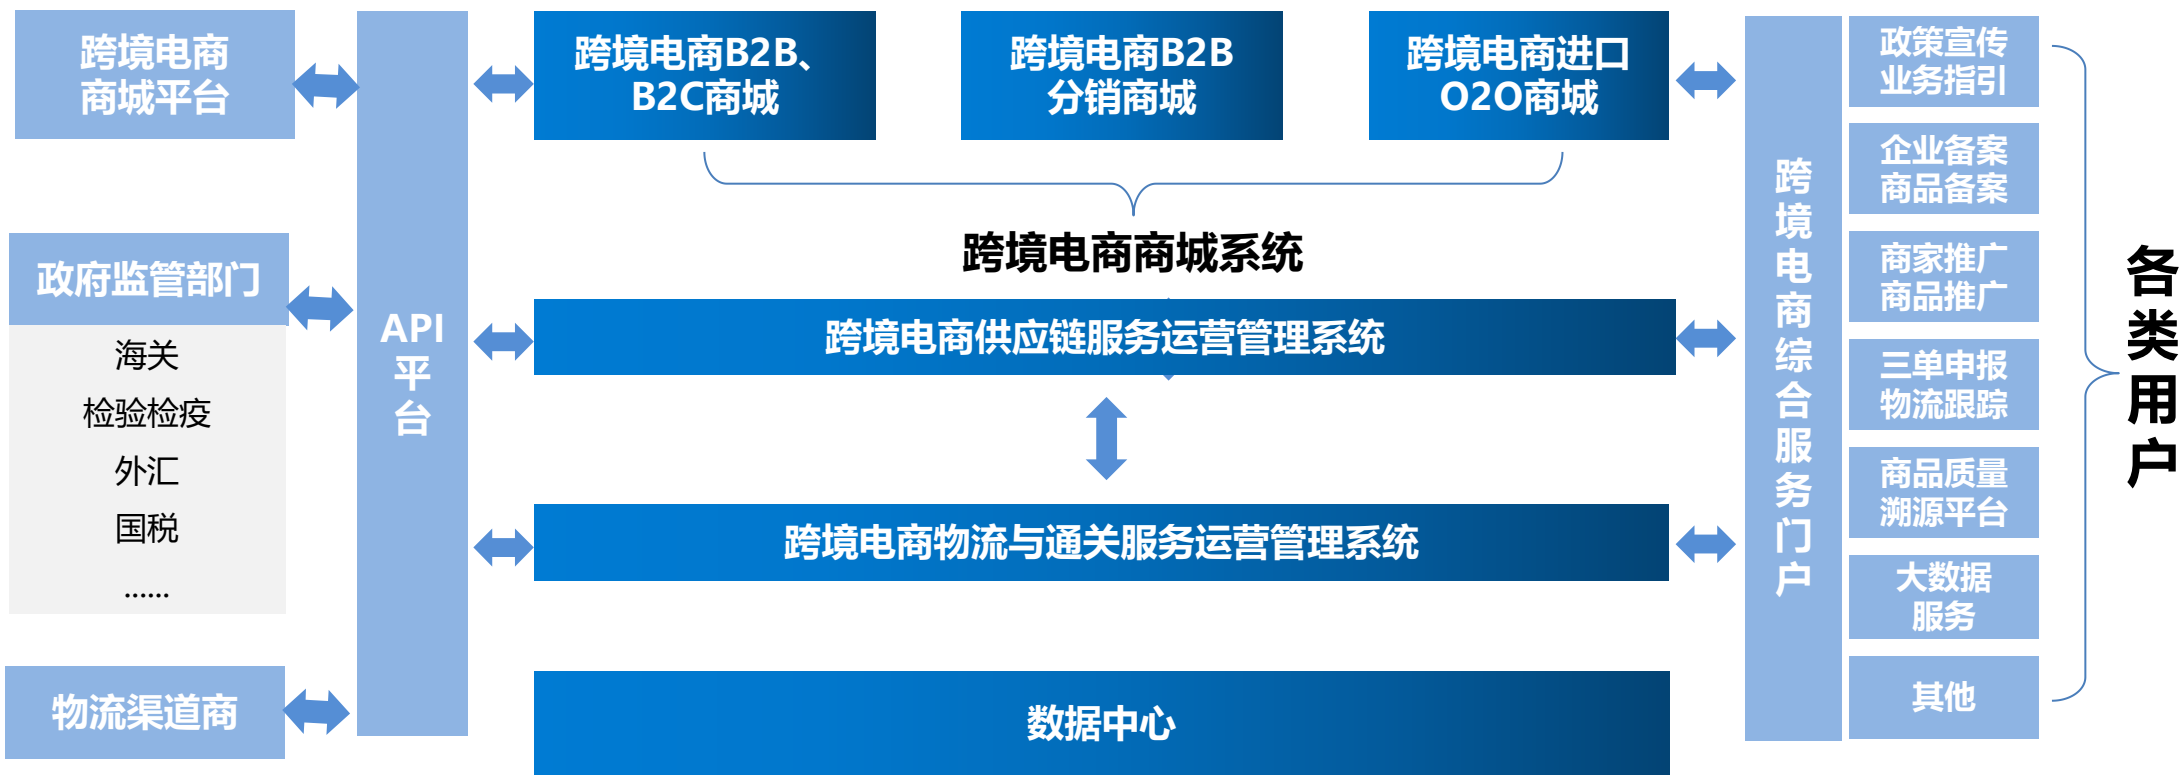 跨境电商
商城平台
政府监管部门
海关
检验检疫
外汇
国税
......
物流渠道商
API
平
台
跨境电商B2B、
B2C商城
跨境电商B2B
分销商城
跨境电商进口
O2O商城
跨境电商商城系统
跨境电商供应链服务运营管理系统
跨境电商物流与通关服务运营管理系统
数据中心
跨
境
电
商
综
合
服
务
门
户
政策宣传
业务指引
企业备案
商品备案
商家推广
商品推广
三单申报
物流跟踪
商品质量
溯源平台
大数据
服务
其他
各
类
用
户